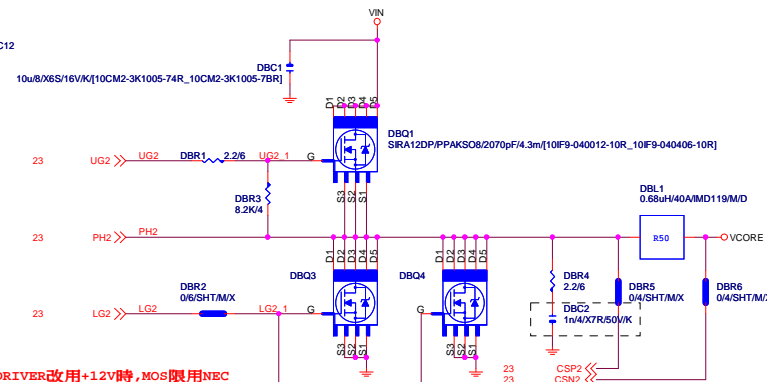 VIN
C12
DBC1
10u/8/X6S/16V/K/[10CM2-3K1005-74R_10CM2-3K1005-7BR]
D1 D2 D3 D4 D5
DBQ1
SIRA12DP/PPAKSO8/2070pF/4.3m/[10IF9-040012-10R_10IF9-040406-10R]
23 UG2 UG2 DBR1 2.2/6 UG2_1 G
S3 S2 S1
DBR3
8.2K/4
DBL1
0.68uH/40A/IMD119/M/D
R50
23 PH2 PH2
VCORE
D1 D2 D3 D4 D5
D1 D2 D3 D4 D5
DBR2
0/6/SHT/M/X
DBQ3
DBQ4
DBR4
2.2/6
DBR5
0/4/SHT/M/X
DBR6
0/4/SHT/M/
23 LG2 LG2 LG2_1 G
G
DBC2
1n/4/X7R/50V/K
S3 S2 S1
S3 S2 S1
23 CSP2
23 CSN2
DRIVER改用+12V時,MOS限用NEC